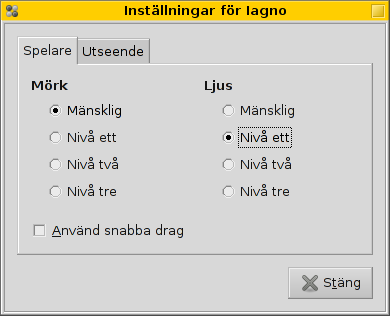 Inställningar för Iagno
Spelare Utseende
Mörk Ljus
Mänsklig Mänsklig
Nivå ett Nivå ett
Nivå två Nivå två
Nivå tre Nivå tre
Använd snabba drag
Stäng